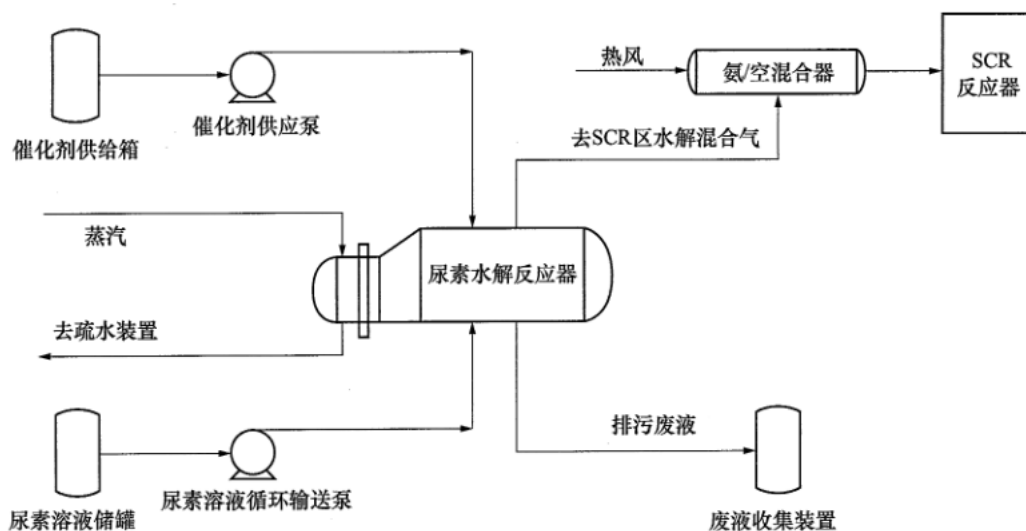 热风
氨/空混合器
SCR
反应器
催化剂供给箱
催化剂供应泵
去SCR区水解混合气
蒸汽
尿素水解反应器
去疏水装置
排污废液
尿素溶液储罐
尿素溶液循环输送泵
废液收集装置